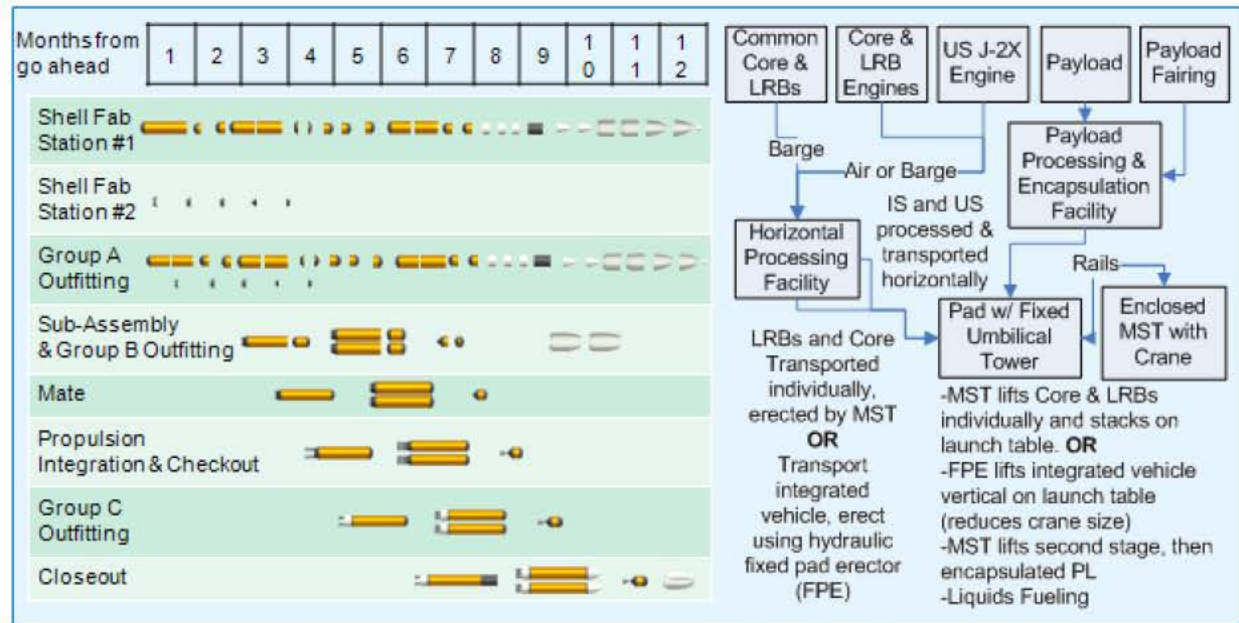 Months from
go ahead
1 2 3 4 5 6 7 8 9 10 11 12
Shell Fab
Station #1
Shell Fab
Station #2
Group A
Outfitting
Sub-Assembly
& Group B Outfitting
Mate
Propulsion
Integration & Checkout
Group C
Outfitting
Closeout
Common
Core &
LRBs
Core &
LRB
Engines
US J-2X
Engine
Payload
Payload
Fairing
Barge
Air or Barge
Payload
Processing &
Encapsulation
Facility
IS and US
processed &
transported
horizontally
Horizontal
Processing
Facility
Rails
Pad w/ Fixed
Umbilical
Tower
Enclosed
MST with
Crane
LRBs and Core
Transported
individually,
erected by MST
OR
Transport
integrated
vehicle, erect
using hydraulic
fixed pad erector
(FPE)
-MST lifts Core & LRBs
individually and stacks on
launch table. OR
-FPE lifts integrated vehicle
vertical on launch table
(reduces crane size)
-MST lifts second stage, then
encapsulated PL
-Liquids Fueling